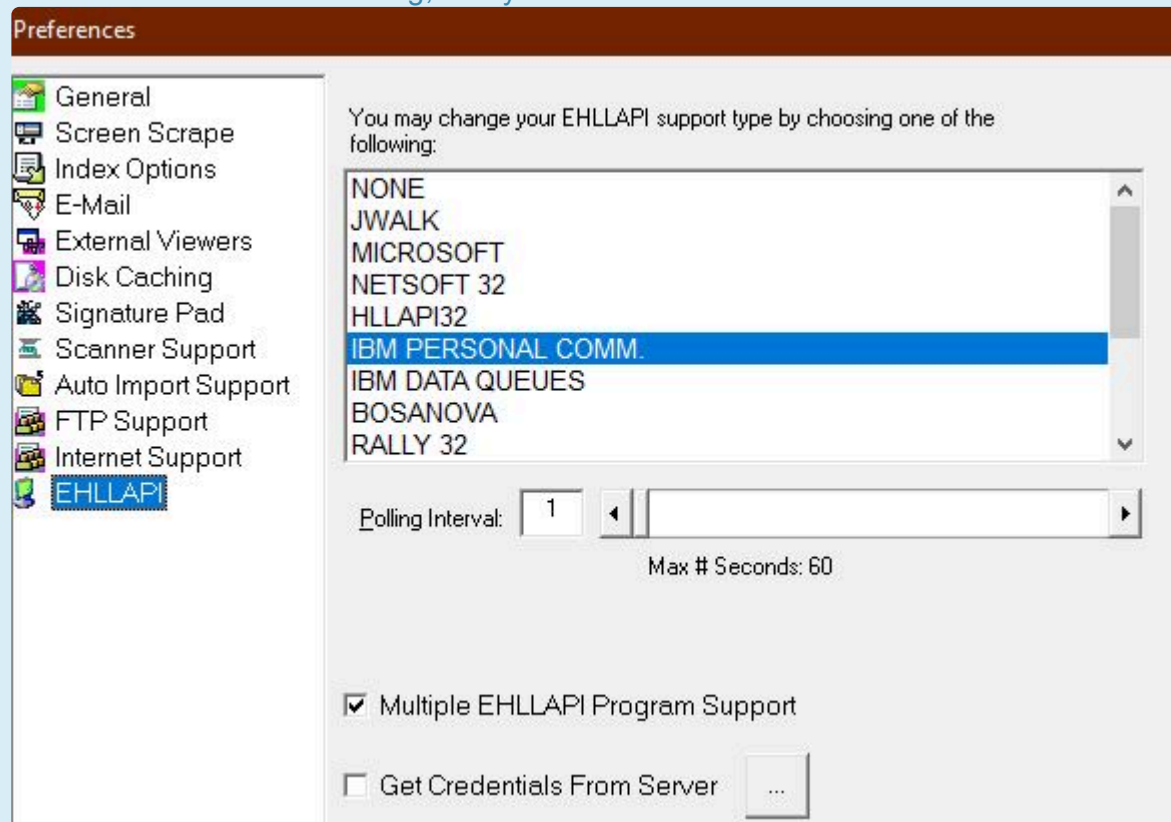 Preferences
General
Screen Scrape
Index Options
E-Mail
External Viewers
Disk Caching
Signature Pad
Scanner Support
Auto Import Support
FTP Support
Internet Support
EHLLAPI
You may change your EHLLAPI support type by choosing one of the
following:
NONE
JWALK
MICROSOFT
NETSOFT 32
HLLAPI32
IBM PERSONAL COMM.
IBM DATA QUEUES
BOSANOVA
RALLY 32
Polling Interval: 1
Max # Seconds: 60
Multiple EHLLAPI Program Support
Get Credentials From Server ...